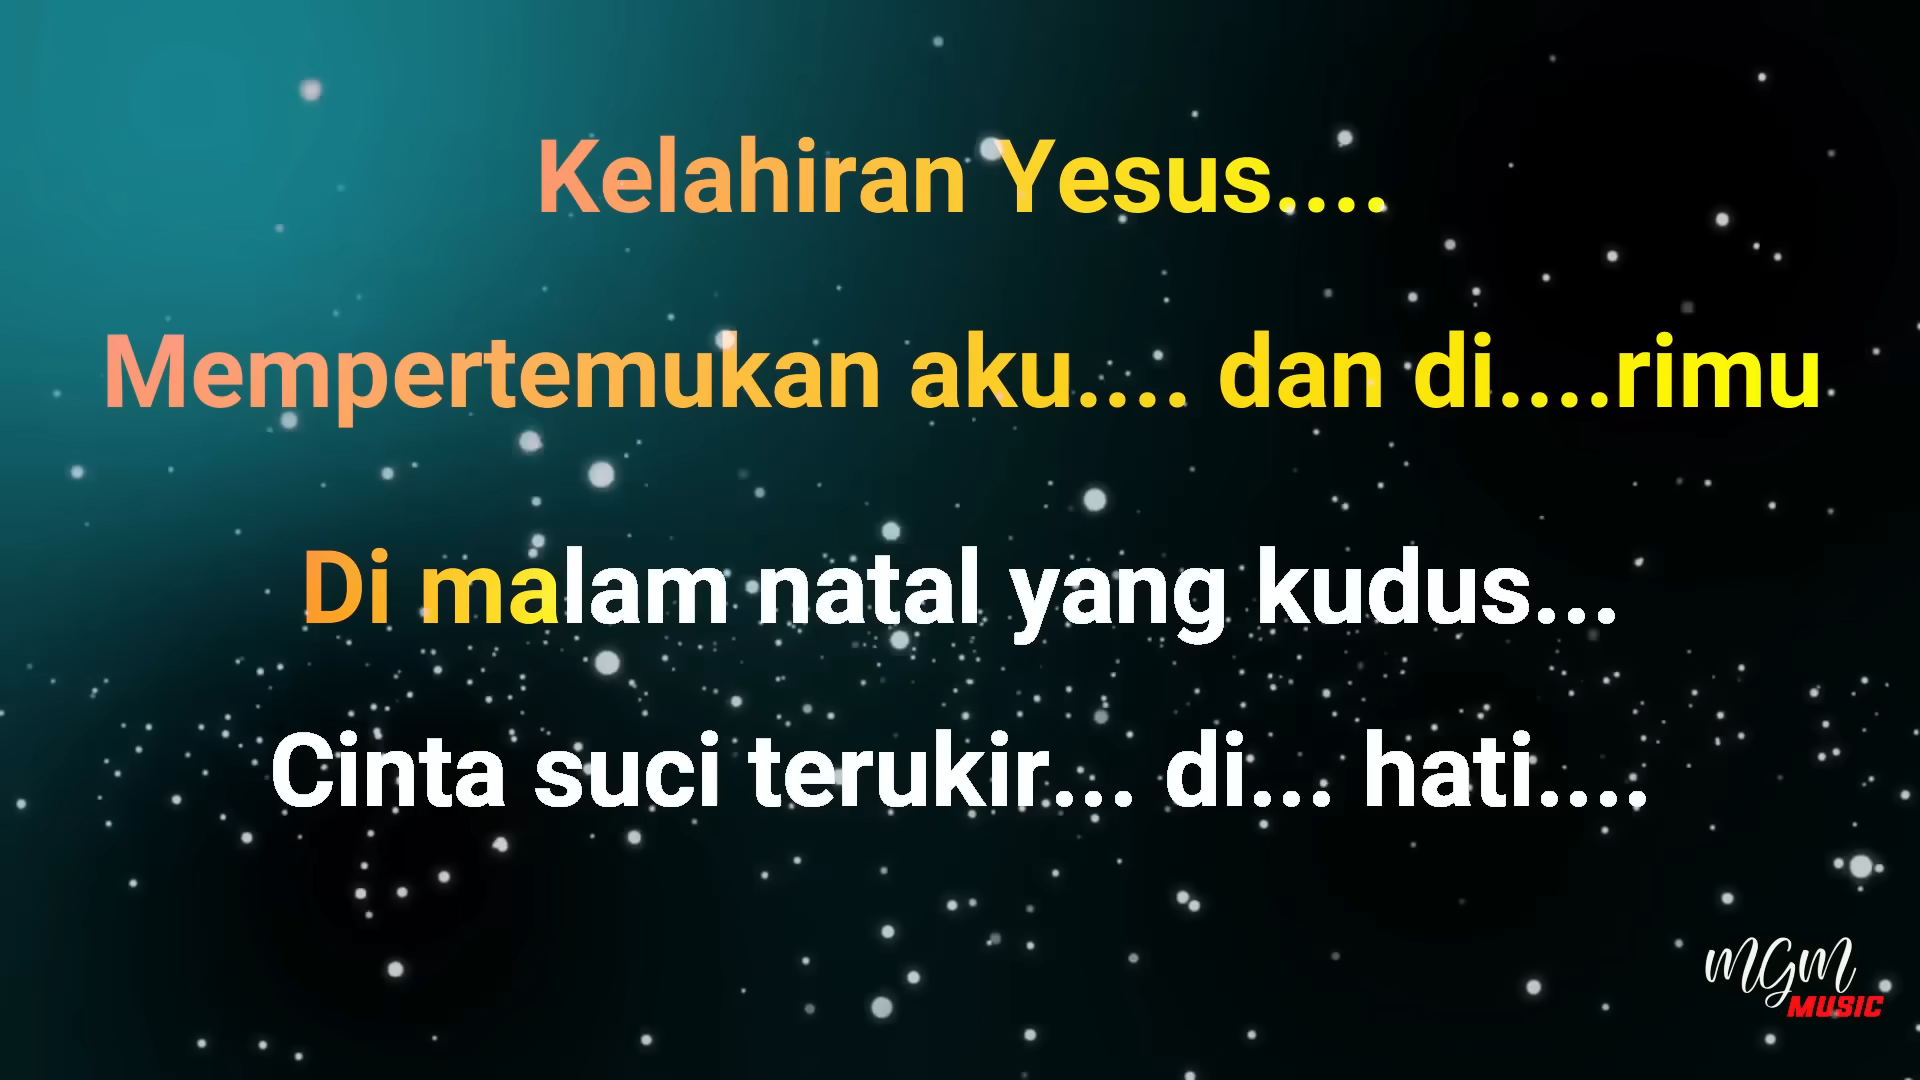 Kelahiran Yesus....
Mempertemukan aku.... dan di....rimu
Di malam natal yang kudus...
Cinta suci terukir... di... hati....
MGM
MUSIC